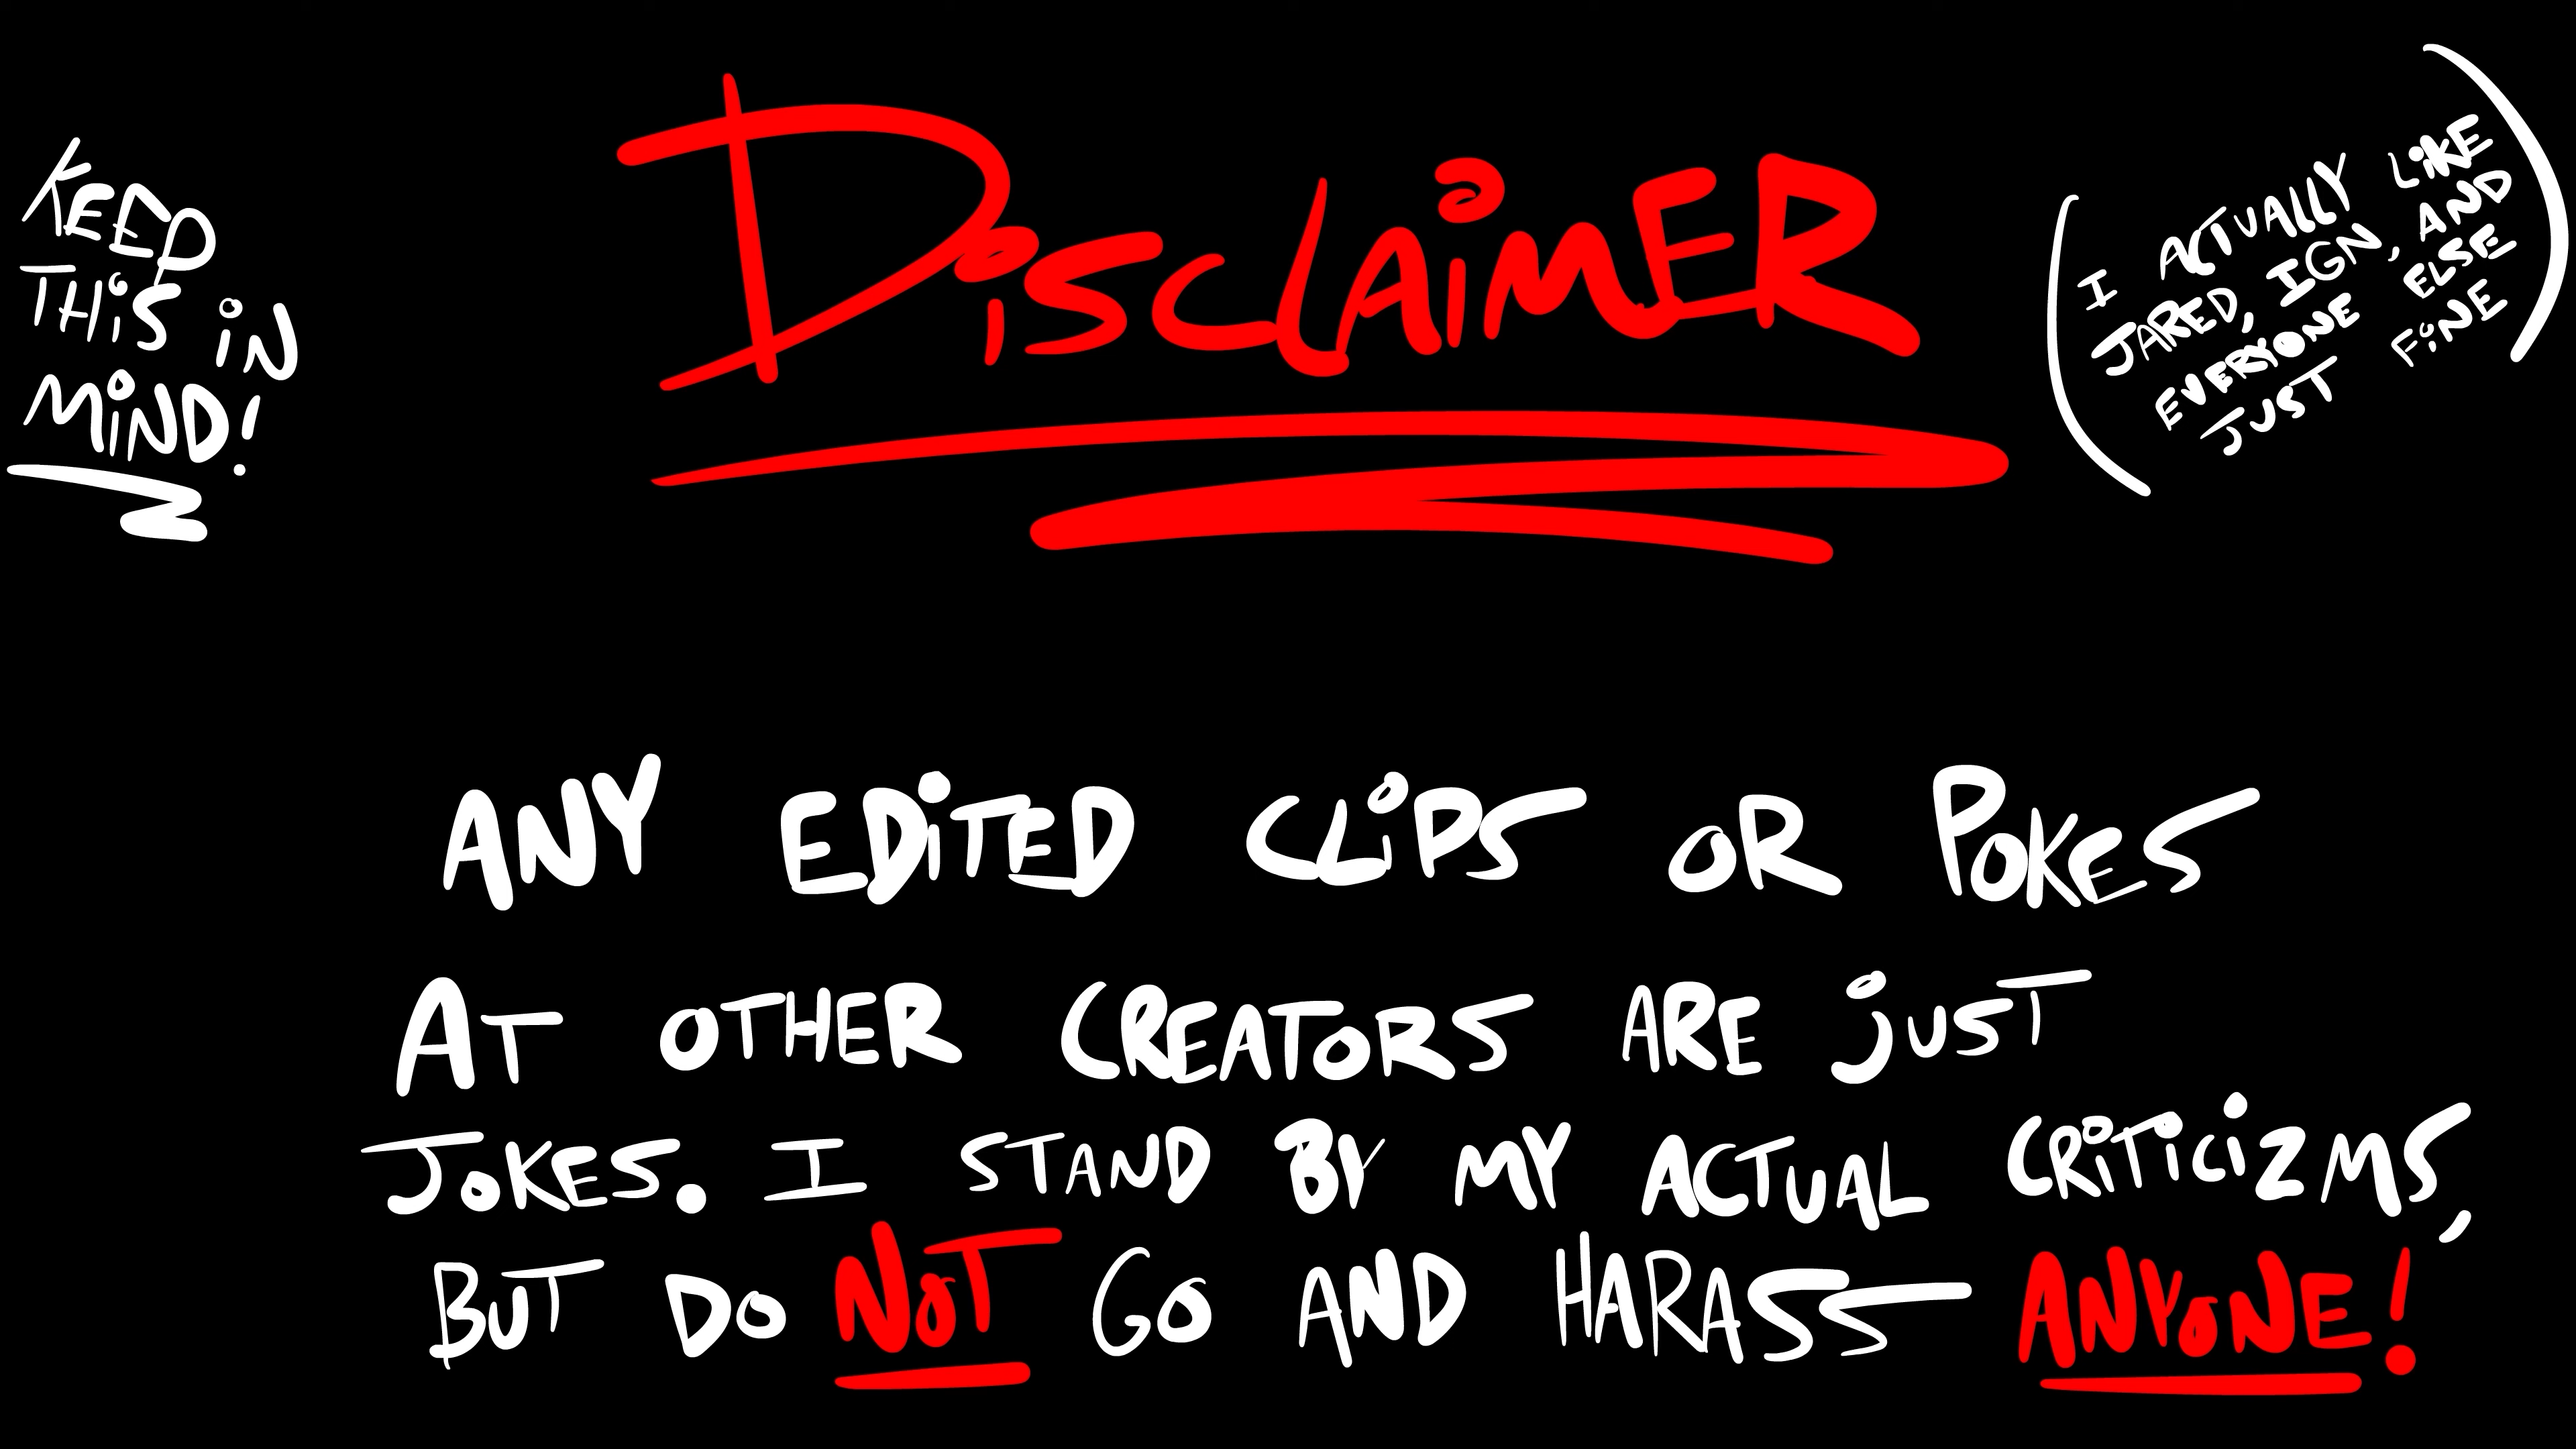 KEEP
THiS iN
MiND!
DiSCLAiMER
(I ACTUALLY LiKE
JARED, IGN, AND
EVERYONE ELSE
JUST FiNE)
ANY EDiTED CLiPS OR POKES
AT OTHER CREATORS ARE jUST
JOKES. I STAND BY MY ACTUAL CRiTiCiZMS,
BUT DO NOT GO AND HARASS ANYONE!